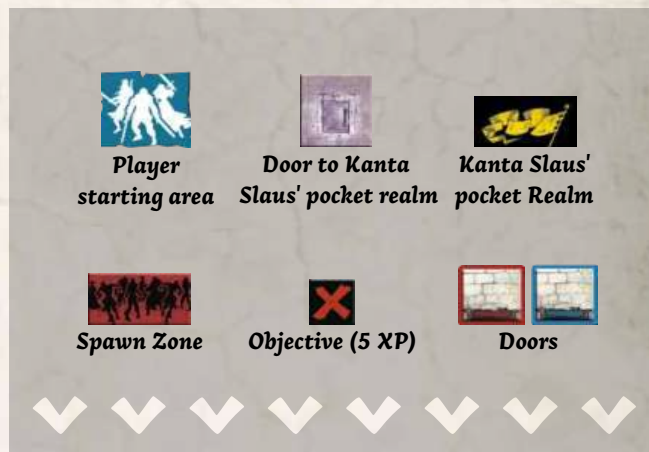 Player
starting area
Door to Kanta
Slaus' pocket realm
Kanta Slaus'
pocket Realm
Spawn Zone
Objective (5 XP)
Doors